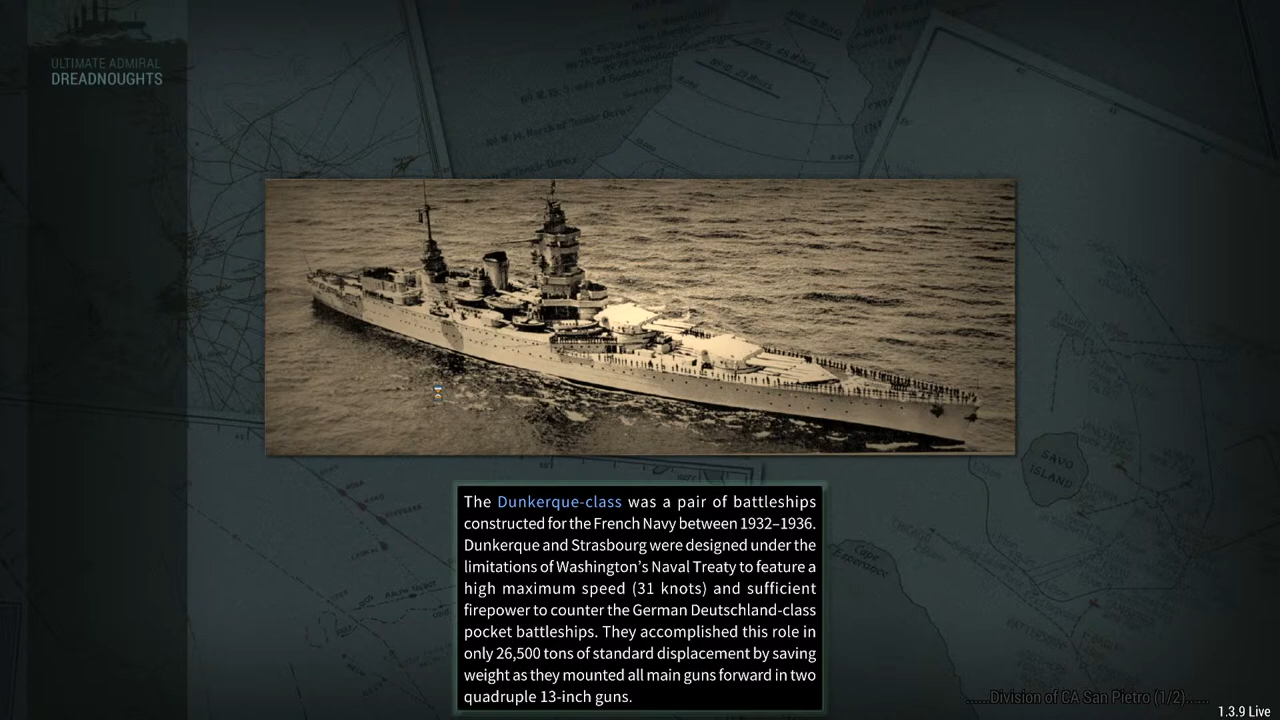 ULTIMATE ADMIRAL
DREADNOUGHTS
SAVO
ISLAND
Cape
Esperance
The Dunkerque-class was a pair of battleships
constructed for the French Navy between 1932–1936.
Dunkerque and Strasbourg were designed under the
limitations of Washington's Naval Treaty to feature a
high maximum speed (31 knots) and sufficient
firepower to counter the German Deutschland-class
pocket battleships. They accomplished this role in
only 26,500 tons of standard displacement by saving
weight as they mounted all main guns forward in two
quadruple 13-inch guns.
......Division of CA San Pietro (1/2)......
1.3.9 Live